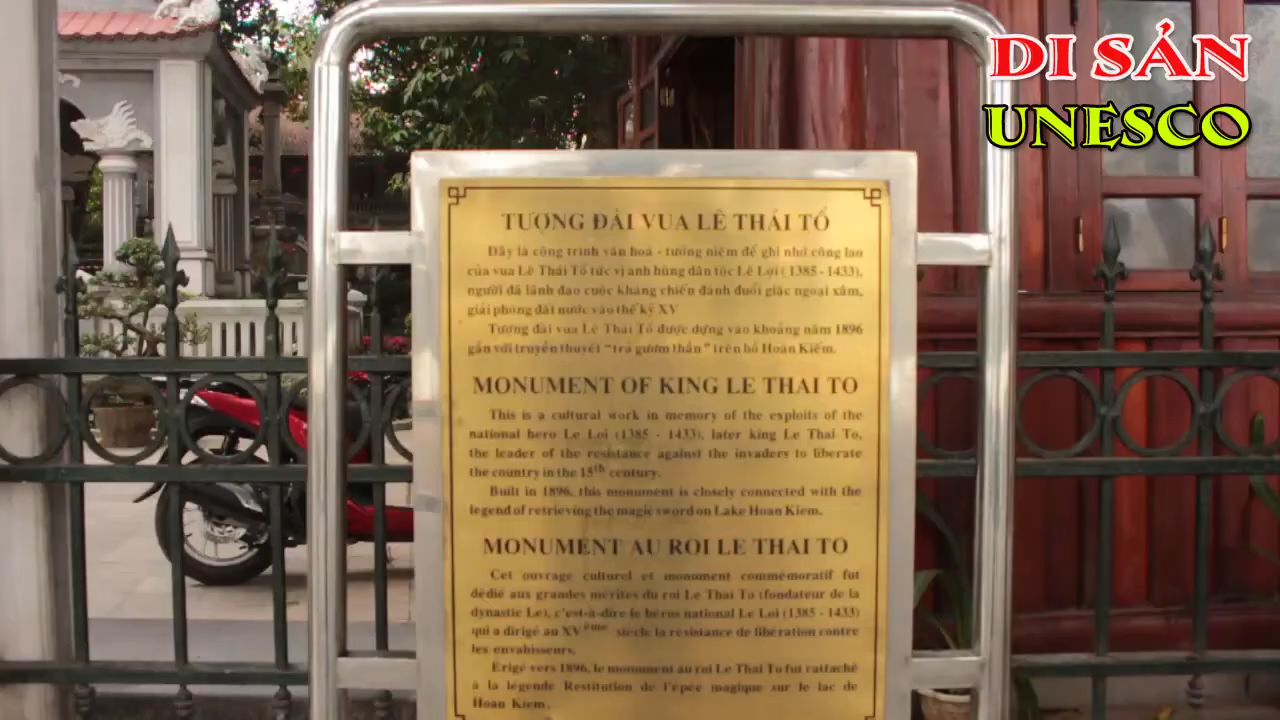 DI SẢN
UNESCO
TƯỢNG ĐÀI VUA LÊ THÁI TỔ
Đây là công trình văn hoá - tưởng niệm để ghi nhớ công lao
của vua Lê Thái Tổ tức vị anh hùng dân tộc Lê Lợi ( 1385 - 1433),
người đã lãnh đạo cuộc kháng chiến đánh đuổi giặc ngoại xâm,
giải phóng đất nước vào thế kỷ XV
Tượng đài vua Lê Thái Tổ được dựng vào khoảng năm 1896
gắn với truyền thuyết “trả gươm thần” trên hồ Hoàn Kiếm.
MONUMENT OF KING LE THAI TO
This is a cultural work in memory of the exploits of the
national hero Le Loi (1385 - 1433), later king Le Thai To,
the leader of the resistance against the invaders to liberate
the country in the 15th century.
Built in 1896, this monument is closely connected with the
legend of retrieving the magic sword on Lake Hoan Kiem.
MONUMENT AU ROI LE THAI TO
Cet ouvrage culturel et monument commémoratif fut
dédié aux grandes mérites du roi Le Thai To (fondateur de la
dynastie Le), c'est-à-dire le héros national Le Loi (1385 - 1433)
qui a dirigé au XVème siècle la résistance de libération contre
les envahisseurs.
Erigé vers 1896, le monument au roi Le Thai To fut rattaché
à la légende Restitution de l'épée magique sur le lac de
Hoàn Kiem.